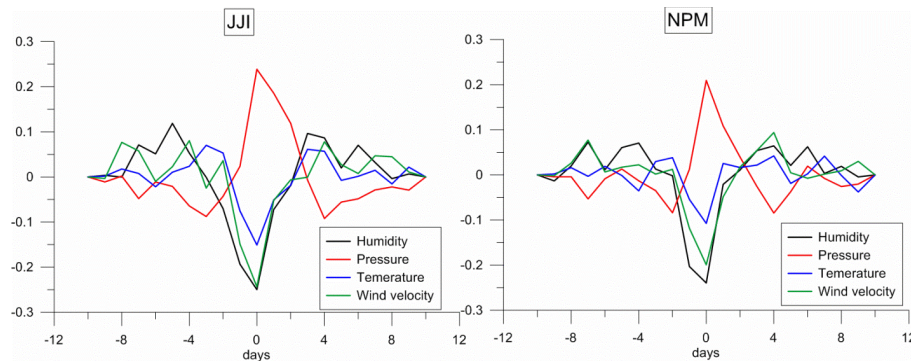 JJI
0.3
0.2
0.1
0
-0.1
-0.2
-0.3
-12
-8
-4
0
4
8
12
days
Humidity
Pressure
Temerature
Wind velocity
NPM
0.3
0.2
0.1
0
-0.1
-0.2
-0.3
-12
-8
-4
0
4
8
12
days
Humidity
Pressure
Temerature
Wind velocity